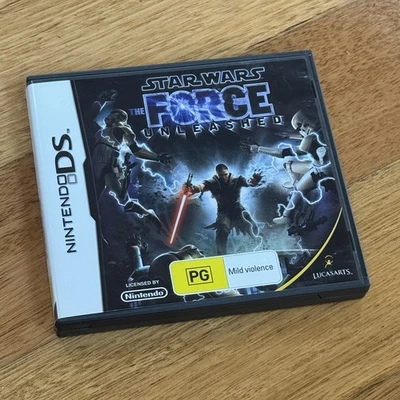 STAR WARS
THE FORCE
UNLEASHED
NINTENDO DS
LICENSED BY
Nintendo
PG
Mild violence
LUCASARTS